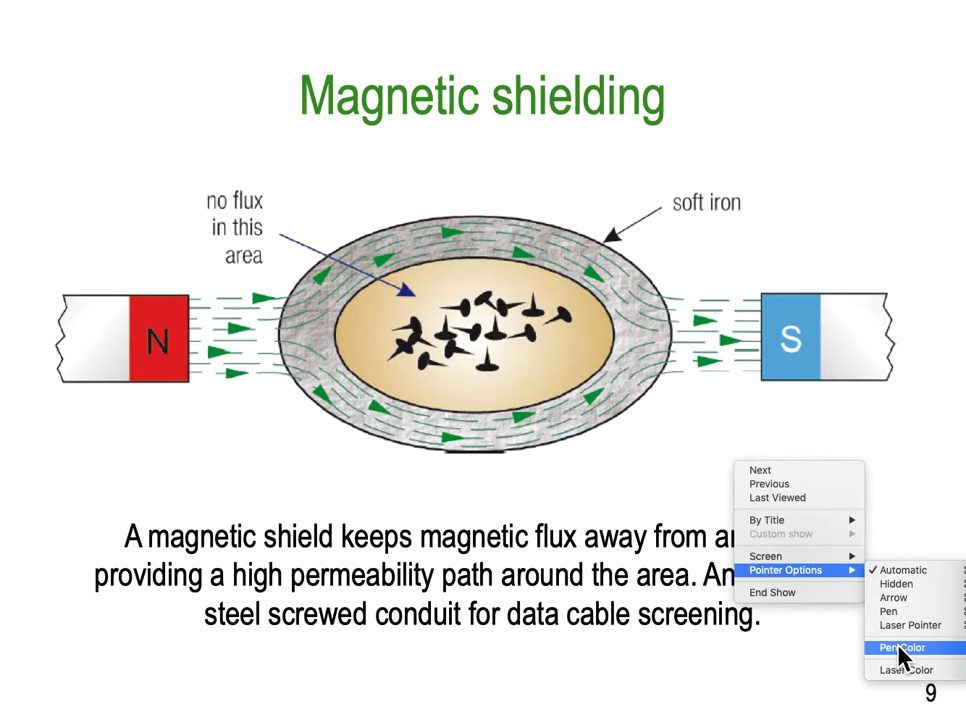 Magnetic shielding
no flux
in this
area
soft iron
N
S
A magnetic shield keeps magnetic flux away from
providing a high permeability path around the area.
steel screwed conduit for data cable screening.
Next
Previous
Last Viewed
By Title
Custom show
Screen
Pointer Options
End Show
Automatic
Hidden
Arrow
Pen
Laser Pointer
Pen Color
Laser Color
9